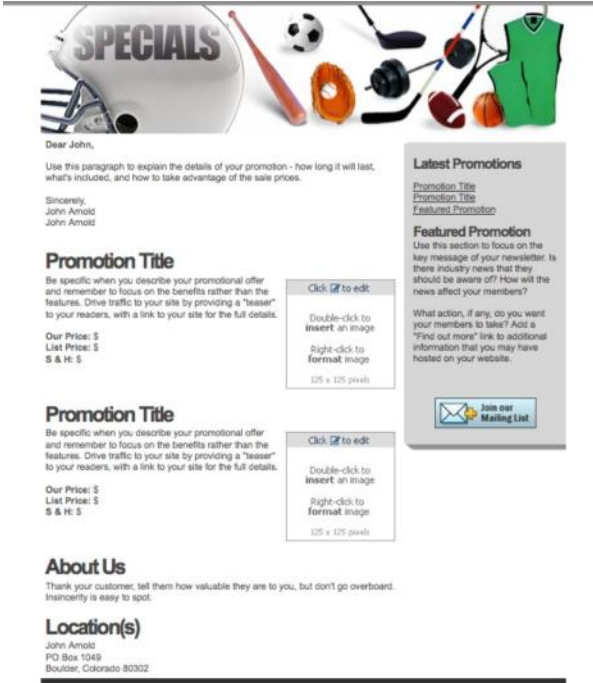 SPECIALS
Dear John,
Use this paragraph to explain the details of your promotion - how long it will last,
what's included, and how to take advantage of the sale prices.
Sincerely,
John Arnold
John Arnold
Promotion Title
Be specific when you describe your promotional offer
and remember to focus on the benefits rather than the
features. Drive traffic to your site by providing a "teaser"
to your readers, with a link to your site for the full details.
Our Price: $
List Price: $
S & H: $
Click to edit
Double-click to
insert an image
Right-click to
format image
125 x 125 pixels
Promotion Title
Be specific when you describe your promotional offer
and remember to focus on the benefits rather than the
features. Drive traffic to your site by providing a "teaser"
to your readers, with a link to your site for the full details.
Our Price: $
List Price: $
S & H: $
Click to edit
Double-click to
insert an image
Right-click to
format image
125 x 125 pixels
About Us
Thank your customer, tell them how valuable they are to you, but don't go overboard.
Insincerity is easy to spot.
Location(s)
John Arnold
PO Box 1049
Boulder, Colorado 80302
Latest Promotions
Promotion Title
Promotion Title
Featured Promotion
Featured Promotion
Use this section to focus on the
key message of your newsletter. Is
there industry news that they
should be aware of? How will the
news affect your members?
What action, if any, do you want
your members to take? Add a
"Find out more" link to additional
information that you may have
hosted on your website.
Join our
Mailing List